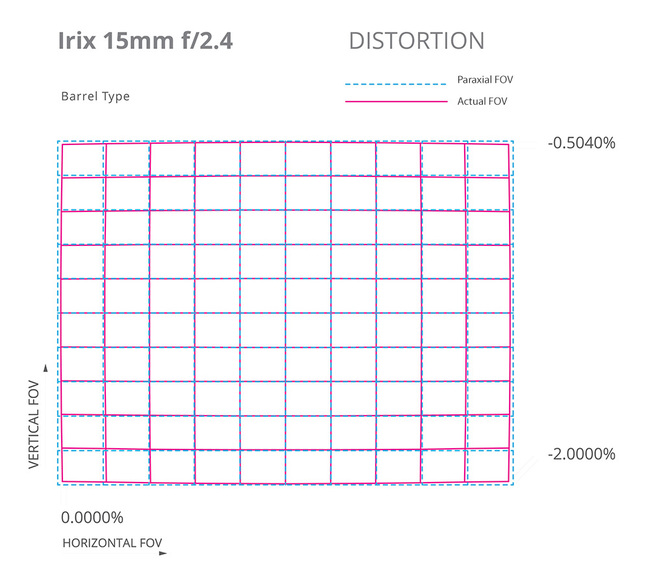 Irix 15mm f/2.4
DISTORTION
Paraxial FOV
Barrel Type
Actual FOV
-0.5040%
VERTICAL FOV
-2.0000%
0.0000%
HORIZONTAL FOV